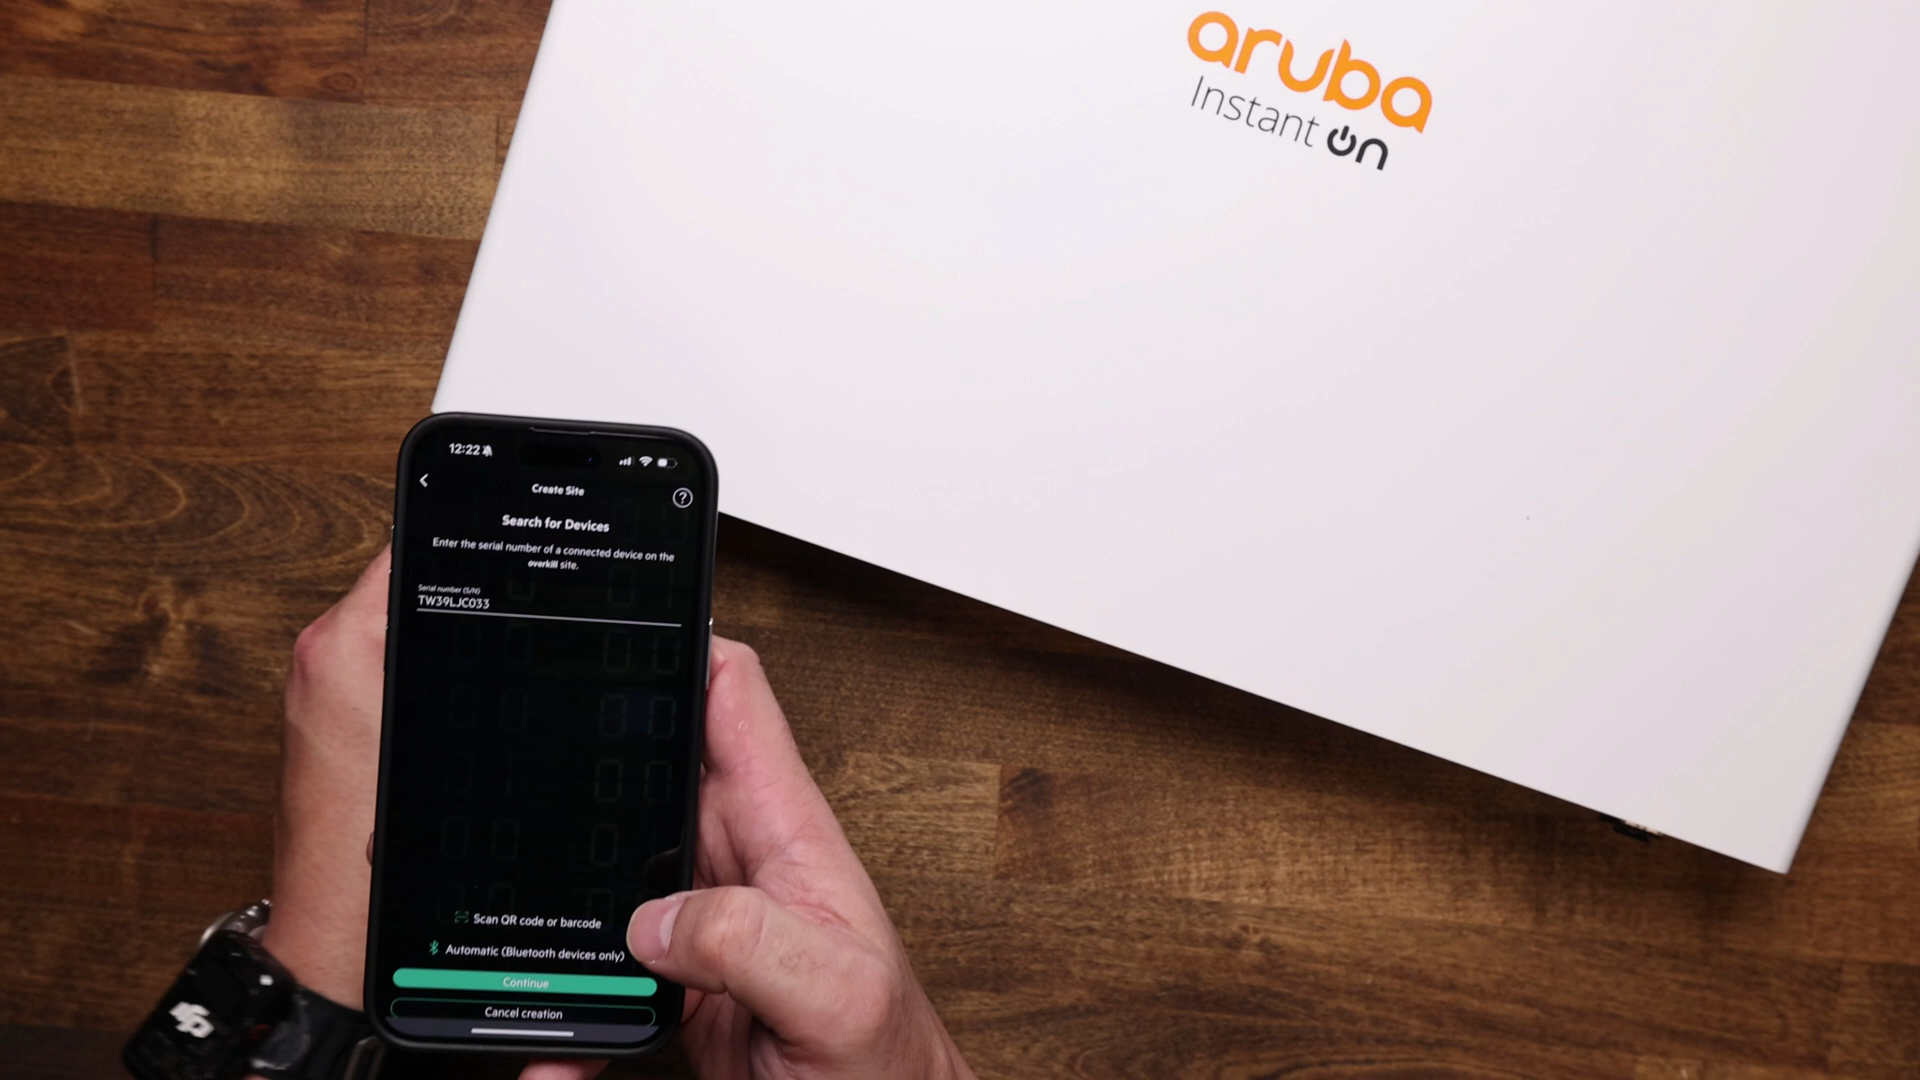 aruba
Instant On
12:22
Create Site
?
Search for Devices
Enter the serial number of a connected device on the
overkill site.
Serial number (S/N)
TW39LJC033
Scan QR code or barcode
Automatic (Bluetooth devices only)
Continue
Cancel creation